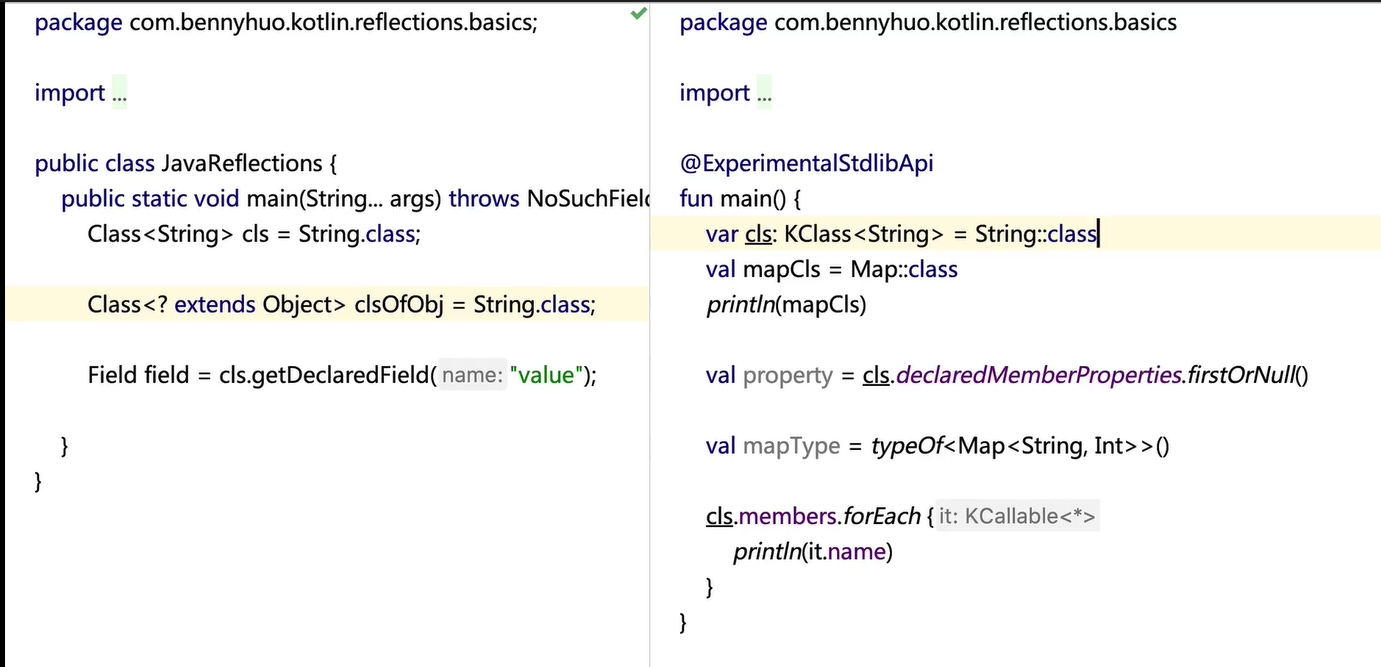 package com.bennyhuo.kotlin.reflections.basics;
import ...
public class JavaReflections {
public static void main(String... args) throws NoSuchField
Class<String> cls = String.class;
Class<? extends Object> clsOfObj = String.class;
Field field = cls.getDeclaredField( name: "value");
}
}
package com.bennyhuo.kotlin.reflections.basics
import ...
@ExperimentalStdlibApi
fun main() {
var cls: KClass<String> = String::class
val mapCls = Map::class
println(mapCls)
val property = cls.declaredMemberProperties.firstOrNull()
val mapType = typeOf<Map<String, Int>>()
cls.members.forEach { it: KCallable<*>
println(it.name)
}
}